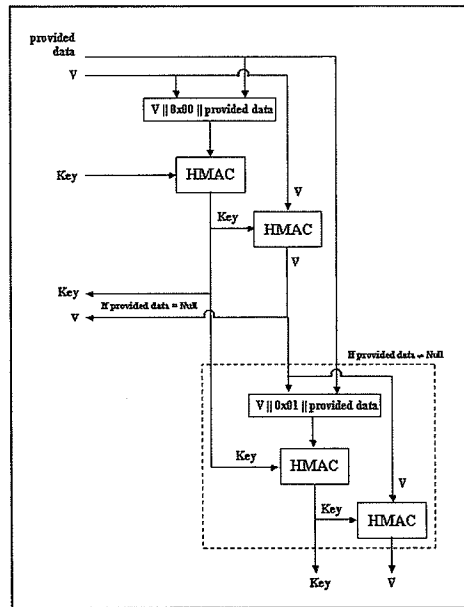 provided
data
V
V || 0x00 || provided data
Key
HMAC
V
Key
HMAC
V
Key
If provided data = Null
V
If provided data ≠ Null
V || 0x01 || provided data
Key
HMAC
V
Key
HMAC
Key
V